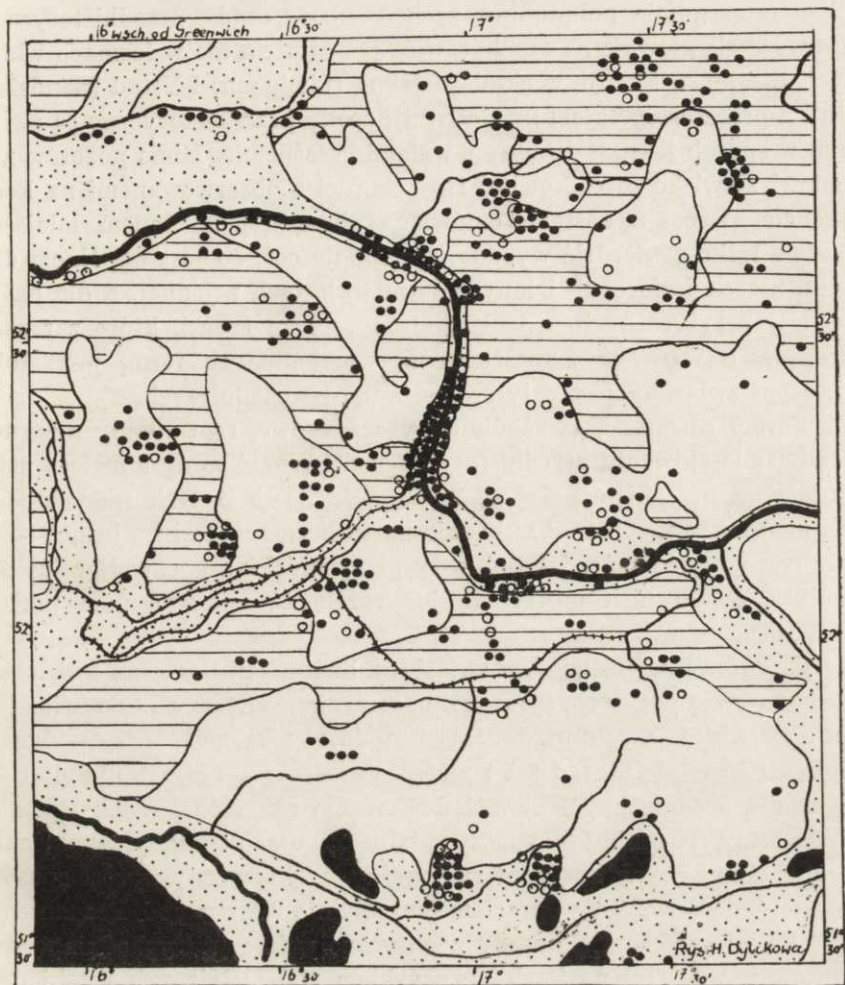 16° wsch. od Greenwich 16° 30' 17° 17° 30'
52° 30' 52° 30'
52° 52°
51° 30' 51° 30'
Rys. H. Dylikowa
16° 16° 30' 17° 17° 30'